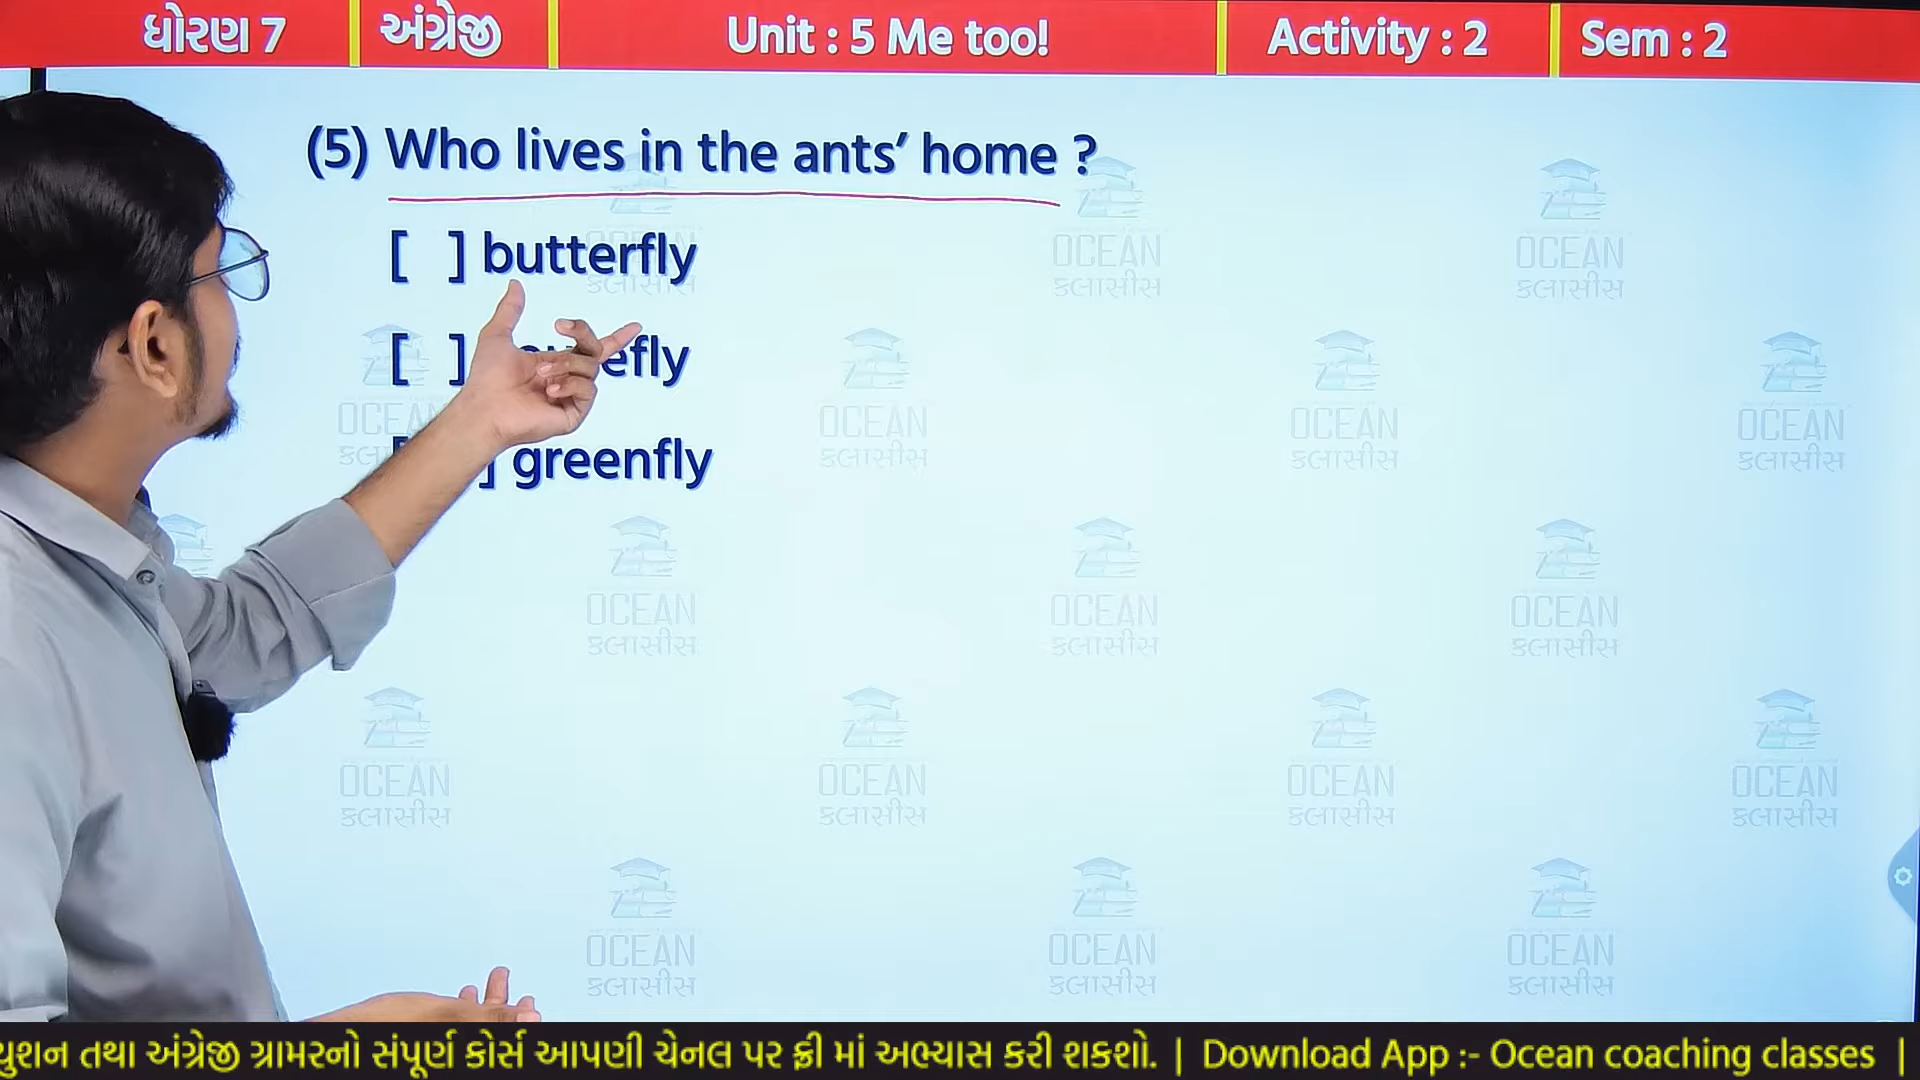 ધોરણ 7 અંગ્રેજી Unit : 5 Me too! Activity : 2 Sem : 2
(5) Who lives in the ants’ home ?
[ ] butterfly
[ ] efly
] greenfly
OCEAN
ક્લાસીસ
તથા અંગ્રેજી ગ્રામરનો સંપૂર્ણ કોર્સ આપણી ચેનલ પર ફ્રી માં અભ્યાસ કરી શકશો. | Download App :- Ocean coaching classes |